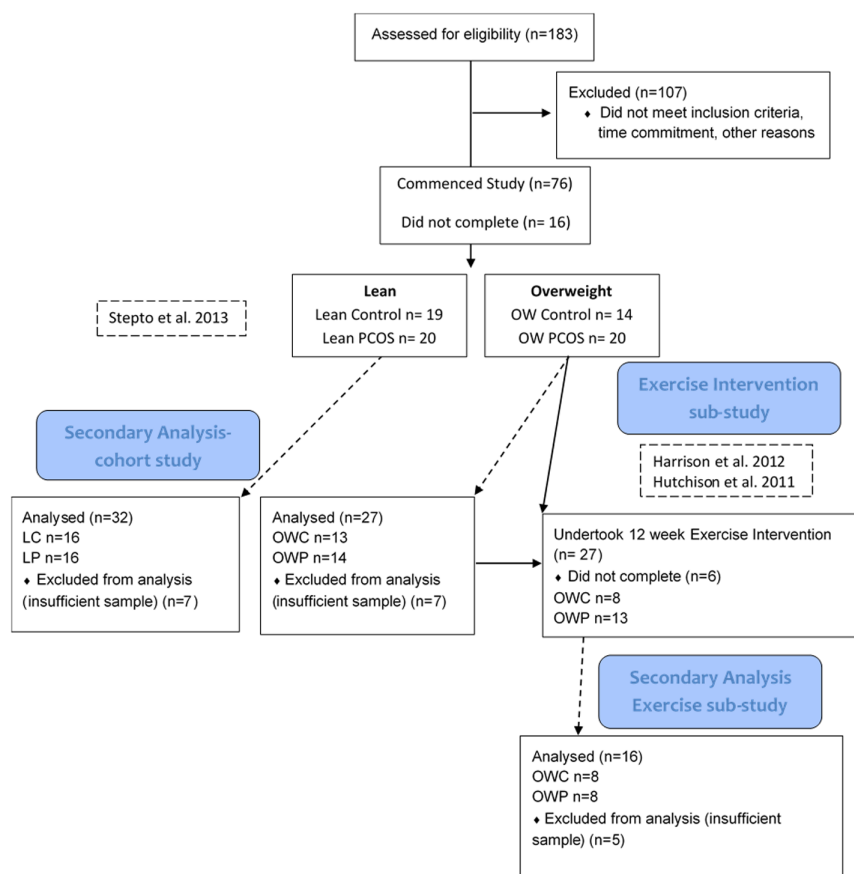 Assessed for eligibility (n=183)
Excluded (n=107)
♦ Did not meet inclusion criteria,
time commitment, other reasons
Commenced Study (n=76)
Did not complete (n= 16)
Lean
Lean Control n= 19
Lean PCOS n= 20
Overweight
OW Control n= 14
OW PCOS n= 20
Stepto et al. 2013
Exercise Intervention
sub-study
Secondary Analysis-
cohort study
Harrison et al. 2012
Hutchison et al. 2011
Analysed (n=32)
LC n=16
LP n=16
♦ Excluded from analysis
(insufficient sample) (n=7)
Analysed (n=27)
OWC n=13
OWP n=14
♦ Excluded from analysis
(insufficient sample) (n=7)
Undertook 12 week Exercise Intervention
(n= 27)
♦ Did not complete (n=6)
OWC n=8
OWP n=13
Secondary Analysis
Exercise sub-study
Analysed (n=16)
OWC n=8
OWP n=8
♦ Excluded from analysis (insufficient
sample) (n=5)